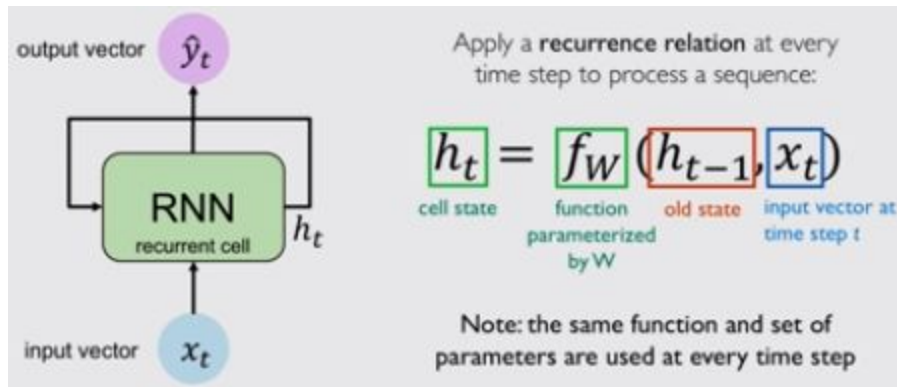 output vector
ŷₜ
RNN
recurrent cell
hₜ
input vector
xₜ
Apply a recurrence relation at every
time step to process a sequence:
hₜ = f_W (hₜ₋₁, xₜ)
cell state
function
parameterized
by W
old state
input vector at
time step t
Note: the same function and set of
parameters are used at every time step